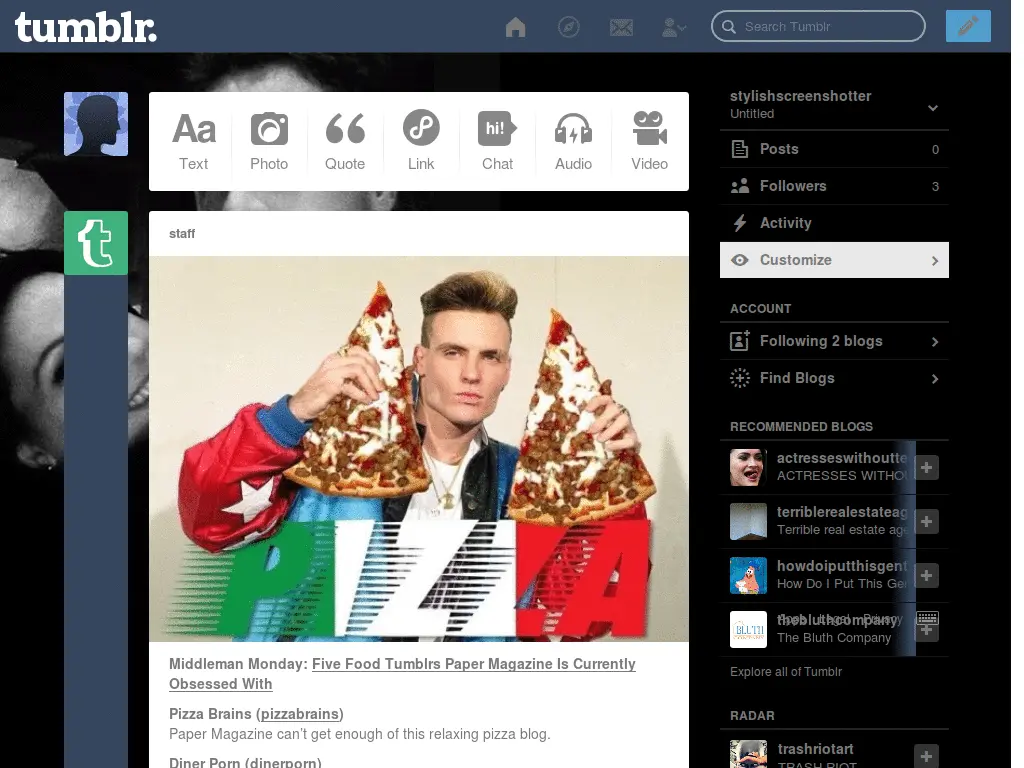 tumblr.
Search Tumblr
Aa
hi!
Text
Photo
Quote
Link
Chat
Audio
Video
t
staff
PIZZA
Middleman Monday: Five Food Tumblrs Paper Magazine Is Currently
Obsessed With
Pizza Brains (pizzabrains)
Paper Magazine can't get enough of this relaxing pizza blog.
Diner Porn (dinerporn)
stylishscreenshotter
Untitled
Posts 0
Followers 3
Activity
Customize
ACCOUNT
Following 2 blogs
Find Blogs
RECOMMENDED BLOGS
actresseswithoutte
ACTRESSES WITHOU
terriblerealestateag
Terrible real estate age
howdoiputthisgent
How Do I Put This Gen
thebluthcompany
Legal Privacy
BLUTH
The Bluth Company
Explore all of Tumblr
RADAR
trashriotart
TRASH RIOT